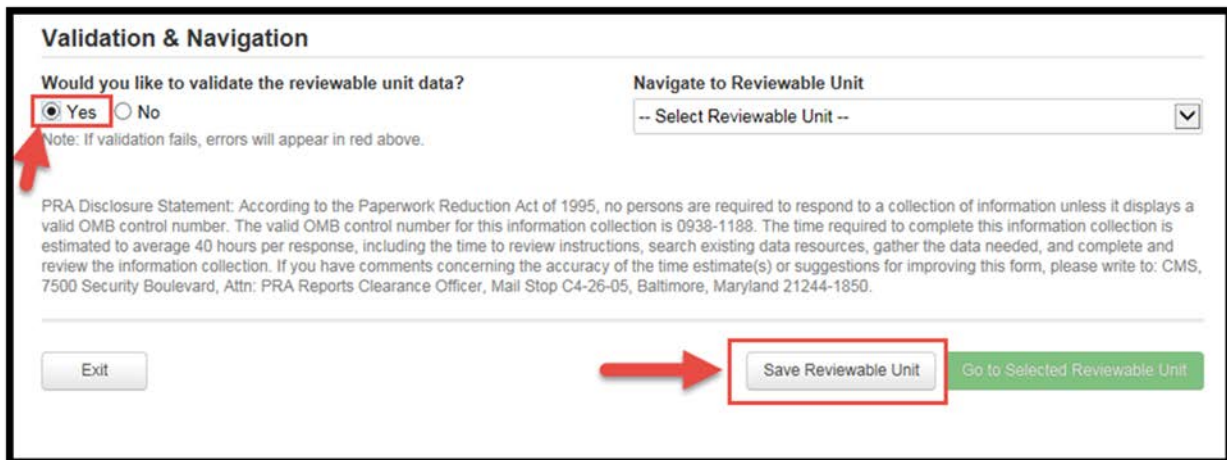 Validation & Navigation
Would you like to validate the reviewable unit data?
Yes No
Note: If validation fails, errors will appear in red above.
Navigate to Reviewable Unit
-- Select Reviewable Unit --
PRA Disclosure Statement: According to the Paperwork Reduction Act of 1995, no persons are required to respond to a collection of information unless it displays a
valid OMB control number. The valid OMB control number for this information collection is 0938-1188. The time required to complete this information collection is
estimated to average 40 hours per response, including the time to review instructions, search existing data resources, gather the data needed, and complete and
review the information collection. If you have comments concerning the accuracy of the time estimate(s) or suggestions for improving this form, please write to: CMS,
7500 Security Boulevard, Attn: PRA Reports Clearance Officer, Mail Stop C4-26-05, Baltimore, Maryland 21244-1850.
Exit
Save Reviewable Unit
Go to Selected Reviewable Unit